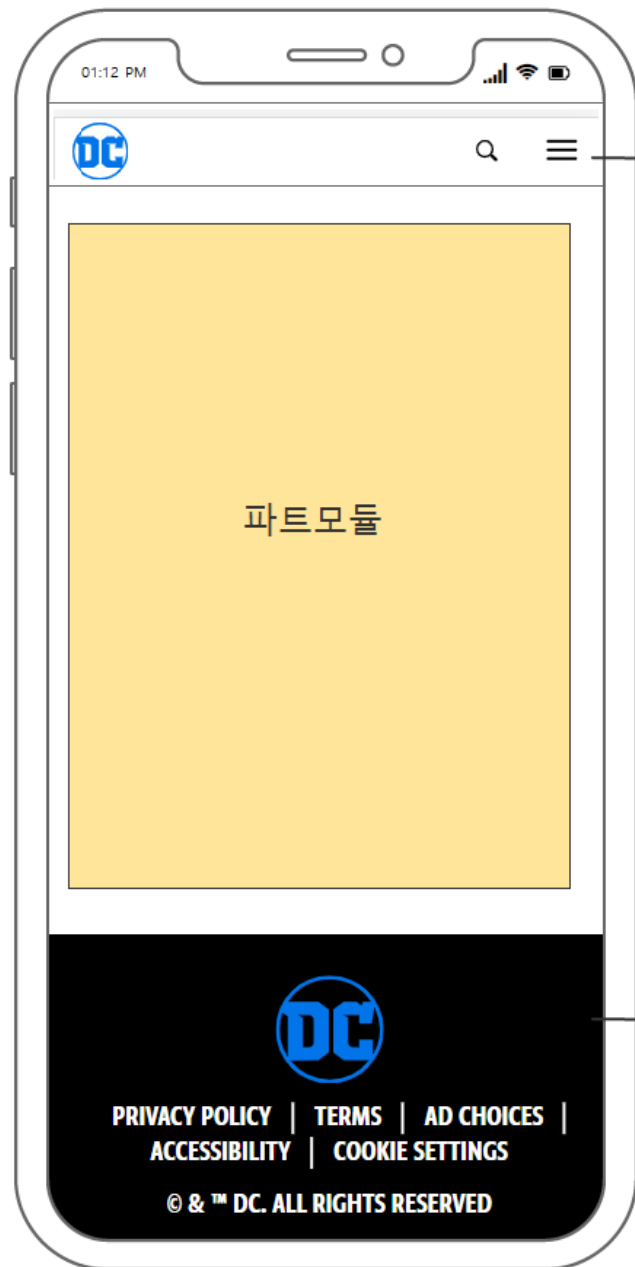 01:12 PM
DC
파트모듈
DC
PRIVACY POLICY | TERMS | AD CHOICES |
ACCESSIBILITY | COOKIE SETTINGS
© & ™ DC. ALL RIGHTS RESERVED